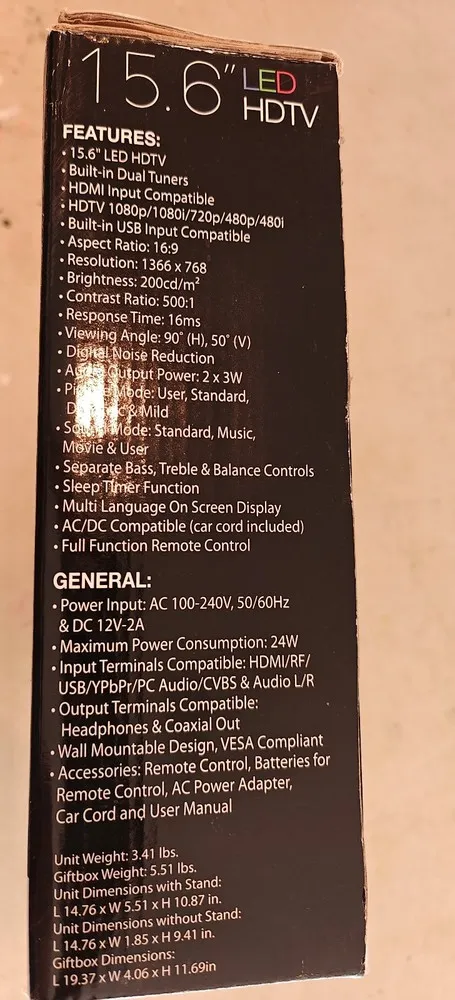 15.6" LED
HDTV
FEATURES:
• 15.6" LED HDTV
• Built-in Dual Tuners
• HDMI Input Compatible
• HDTV 1080p/1080i/720p/480p/480i
• Built-in USB Input Compatible
• Aspect Ratio: 16:9
• Resolution: 1366 x 768
• Brightness: 200cd/m²
• Contrast Ratio: 500:1
• Response Time: 16ms
• Viewing Angle: 90° (H), 50° (V)
• Digital Noise Reduction
• Audio Output Power: 2 x 3W
• Picture Mode: User, Standard,
& Mild
• Sound Mode: Standard, Music,
Movie & User
• Separate Bass, Treble & Balance Controls
• Sleep Timer Function
• Multi Language On Screen Display
• AC/DC Compatible (car cord included)
• Full Function Remote Control
GENERAL:
• Power Input: AC 100-240V, 50/60Hz
& DC 12V-2A
• Maximum Power Consumption: 24W
• Input Terminals Compatible: HDMI/RF/
USB/YPbPr/PC Audio/CVBS & Audio L/R
• Output Terminals Compatible:
Headphones & Coaxial Out
• Wall Mountable Design, VESA Compliant
• Accessories: Remote Control, Batteries for
Remote Control, AC Power Adapter,
Car Cord and User Manual
Unit Weight: 3.41 lbs.
Giftbox Weight: 5.51 lbs.
Unit Dimensions with Stand:
L 14.76 x W 5.51 x H 10.87 in.
Unit Dimensions without Stand:
L 14.76 x W 1.85 x H 9.41 in.
Giftbox Dimensions:
L 19.37 x W 4.06 x H 11.69in